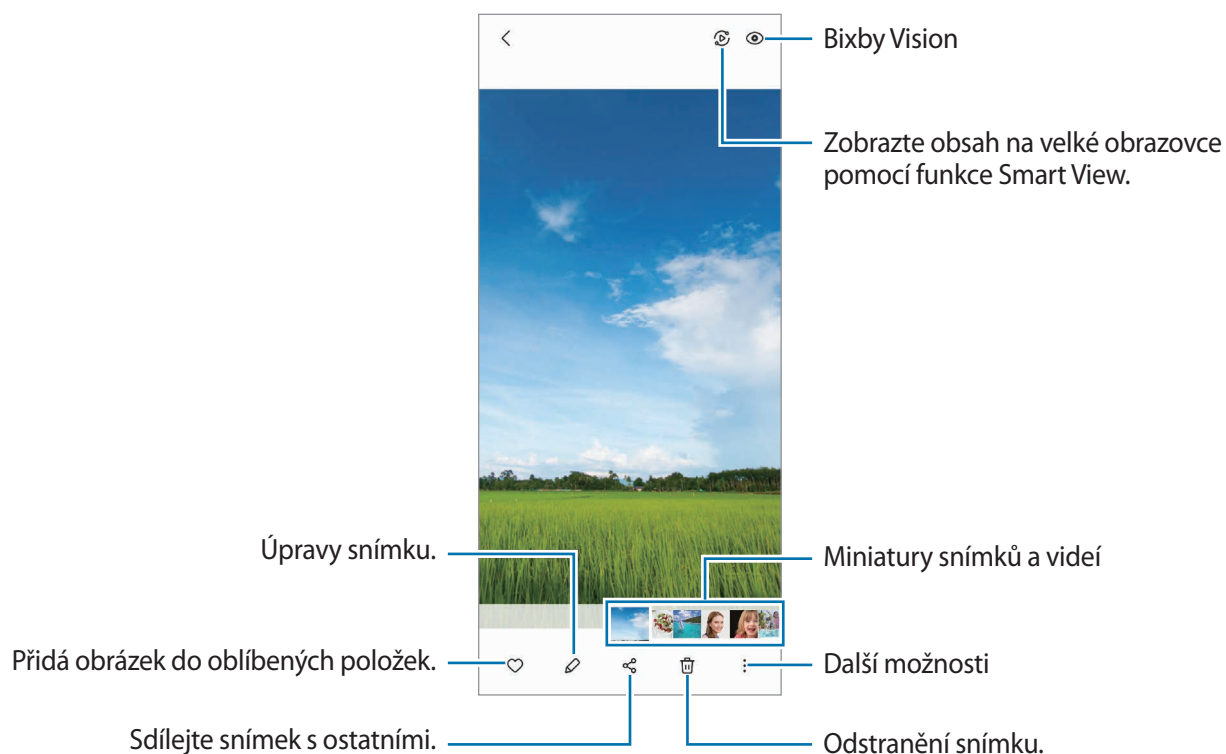 Bixby Vision
Zobrazte obsah na velké obrazovce
pomocí funkce Smart View.
Úpravy snímku.
Miniatury snímků a videí
Přidá obrázek do oblíbených položek.
Další možnosti
Sdílejte snímek s ostatními.
Odstranění snímku.